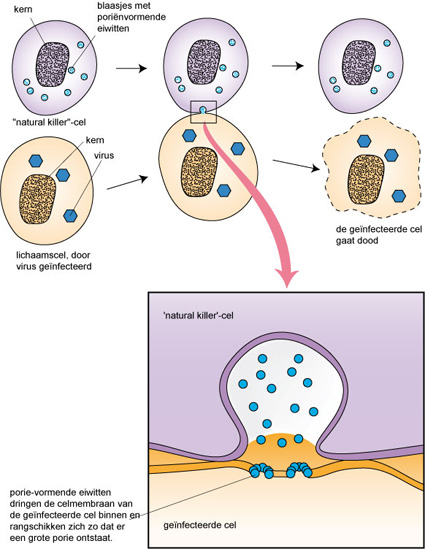 kern
blaasjes met
poriënvormende
eiwitten
"natural killer"-cel
kern
virus
lichaamscel, door
virus geïnfecteerd
de geïnfecteerde cel
gaat dood
'natural killer'-cel
porie-vormende eiwitten
dringen de celmembraan van
de geïnfecteerde cel binnen en
rangschikken zich zo dat er
een grote porie ontstaat.
geïnfecteerde cel